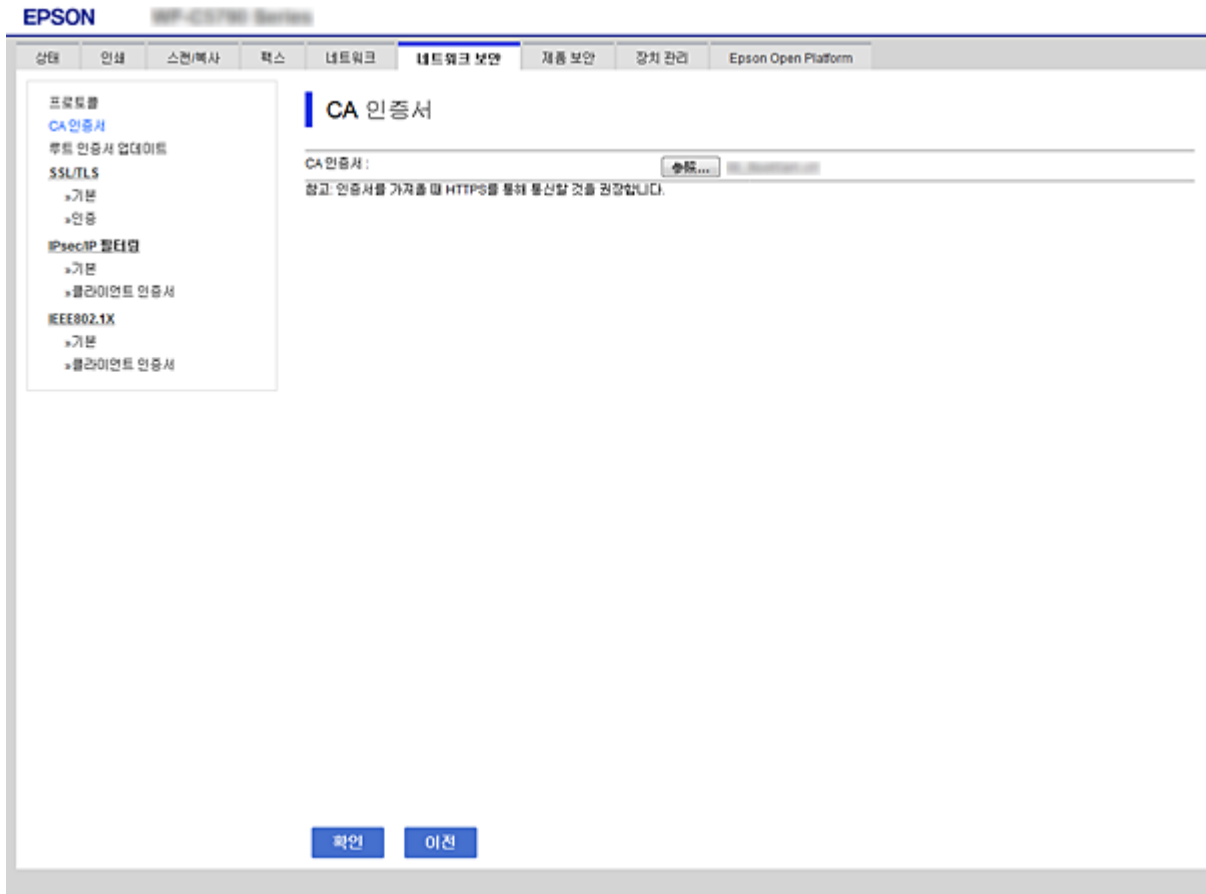 EPSON
상태 인쇄 스캔/복사 팩스 네트워크 네트워크 보안 제품 보안 장치 관리 Epson Open Platform
프로토콜
CA 인증서
루트 인증서 업데이트
SSL/TLS
»기본
»인증
IPsec/IP 필터링
»기본
»클라이언트 인증서
IEEE802.1X
»기본
»클라이언트 인증서
CA 인증서
CA 인증서 :
参照...
참고: 인증서를 가져올 때 HTTPS를 통해 통신할 것을 권장합니다.
확인 이전